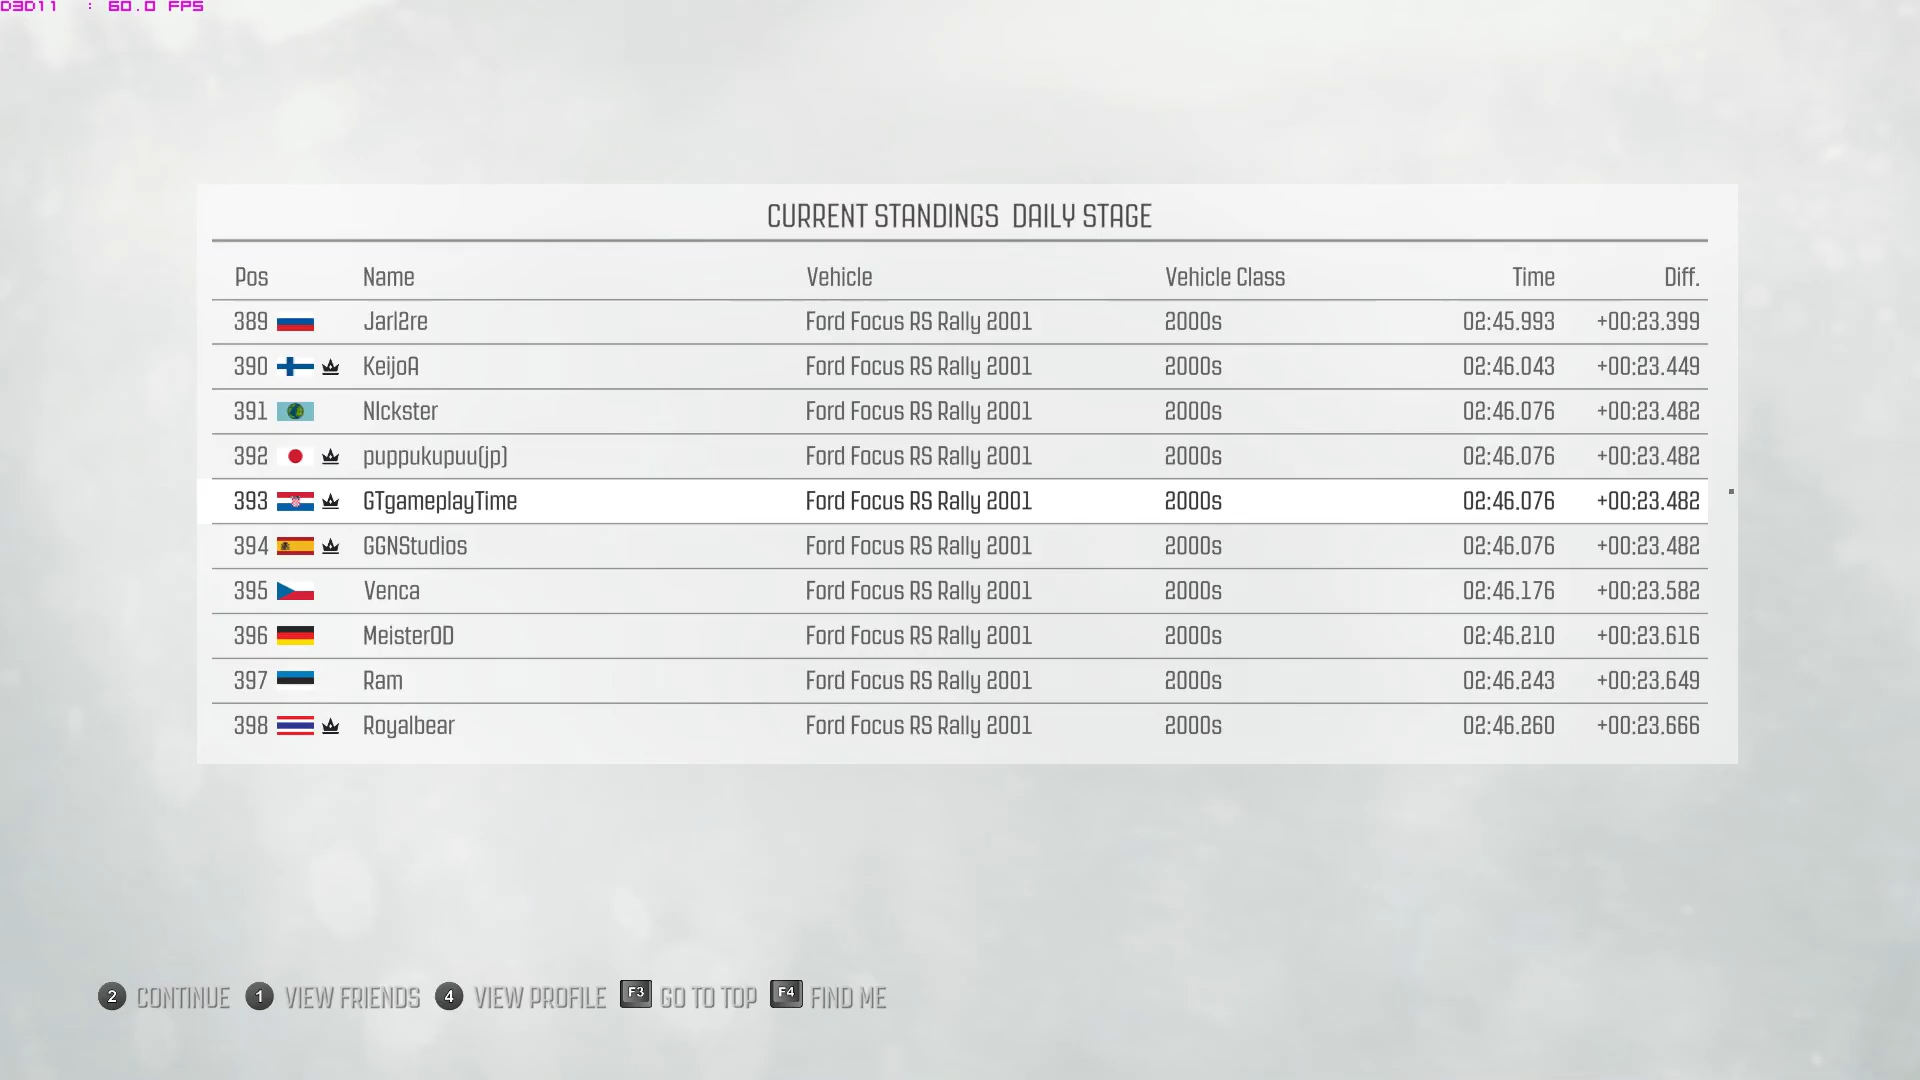 D3D11 : 60.0 FPS
CURRENT STANDINGS DAILY STAGE
Pos Name Vehicle Vehicle Class Time Diff.
389 Jarl2re Ford Focus RS Rally 2001 2000s 02:45.993 +00:23.399
390 KeijoA Ford Focus RS Rally 2001 2000s 02:46.043 +00:23.449
391 NIckster Ford Focus RS Rally 2001 2000s 02:46.076 +00:23.482
392 puppukupuu(jp) Ford Focus RS Rally 2001 2000s 02:46.076 +00:23.482
393 GTgameplayTime Ford Focus RS Rally 2001 2000s 02:46.076 +00:23.482
394 GGNStudios Ford Focus RS Rally 2001 2000s 02:46.076 +00:23.482
395 Venca Ford Focus RS Rally 2001 2000s 02:46.176 +00:23.582
396 MeisterOD Ford Focus RS Rally 2001 2000s 02:46.210 +00:23.616
397 Ram Ford Focus RS Rally 2001 2000s 02:46.243 +00:23.649
398 Royalbear Ford Focus RS Rally 2001 2000s 02:46.260 +00:23.666
2 CONTINUE 1 VIEW FRIENDS 4 VIEW PROFILE F3 GO TO TOP F4 FIND ME